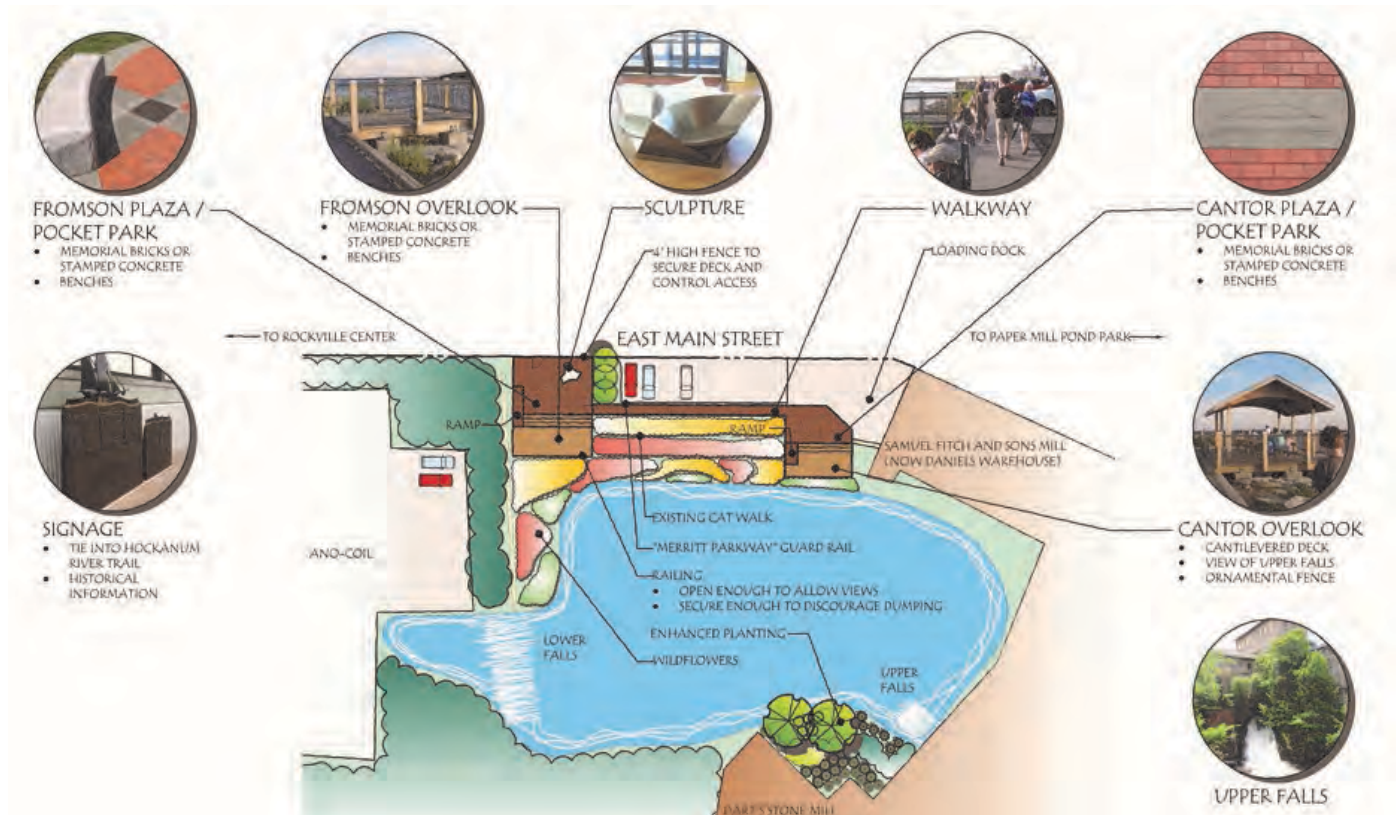 FROMSON PLAZA /
POCKET PARK
• MEMORIAL BRICKS OR
STAMPED CONCRETE
• BENCHES
FROMSON OVERLOOK
• MEMORIAL BRICKS OR
STAMPED CONCRETE
• BENCHES
SCULPTURE
4' HIGH FENCE TO
SECURE DECK AND
CONTROL ACCESS
WALKWAY
LOADING DOCK
CANTOR PLAZA /
POCKET PARK
• MEMORIAL BRICKS OR
STAMPED CONCRETE
• BENCHES
TO ROCKVILLE CENTER
EAST MAIN STREET
TO PAPER MILL POND PARK
RAMP
RAMP
SAMUEL FITCH AND SONS MILL
(NOW DANIELS WAREHOUSE)
SIGNAGE
• TIE INTO HOCKANUM
RIVER TRAIL
• HISTORICAL
INFORMATION
ANO-COIL
EXISTING CAT WALK
"MERRITT PARKWAY" GUARD RAIL
RAILING
• OPEN ENOUGH TO ALLOW VIEWS
• SECURE ENOUGH TO DISCOURAGE DUMPING
ENHANCED PLANTING
WILDFLOWERS
LOWER
FALLS
UPPER
FALLS
CANTOR OVERLOOK
• CANTILEVERED DECK
• VIEW OF UPPER FALLS
• ORNAMENTAL FENCE
UPPER FALLS
STONE MILL